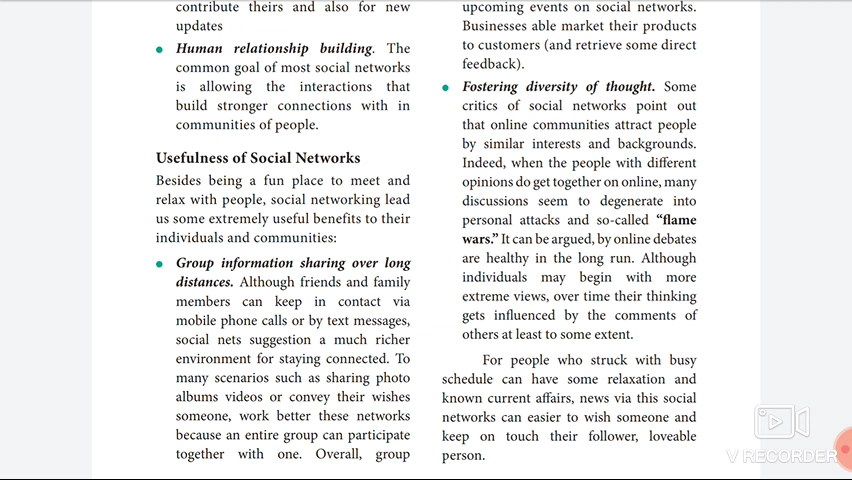 contribute theirs and also for new
updates
Human relationship building. The
common goal of most social networks
is allowing the interactions that
build stronger connections with in
communities of people.
Usefulness of Social Networks
Besides being a fun place to meet and
relax with people, social networking lead
us some extremely useful benefits to their
individuals and communities:
Group information sharing over long
distances. Although friends and family
members can keep in contact via
mobile phone calls or by text messages,
social nets suggestion a much richer
environment for staying connected. To
many scenarios such as sharing photo
albums videos or convey their wishes
someone, work better these networks
because an entire group can participate
together with one. Overall, group
upcoming events on social networks.
Businesses able market their products
to customers (and retrieve some direct
feedback).
Fostering diversity of thought. Some
critics of social networks point out
that online communities attract people
by similar interests and backgrounds.
Indeed, when the people with different
opinions do get together on online, many
discussions seem to degenerate into
personal attacks and so-called “flame
wars.” It can be argued, by online debates
are healthy in the long run. Although
individuals may begin with more
extreme views, over time their thinking
gets influenced by the comments of
others at least to some extent.
For people who struck with busy
schedule can have some relaxation and
known current affairs, news via this social
networks can easier to wish someone and
keep on touch their follower, loveable
person.
V RECORDER